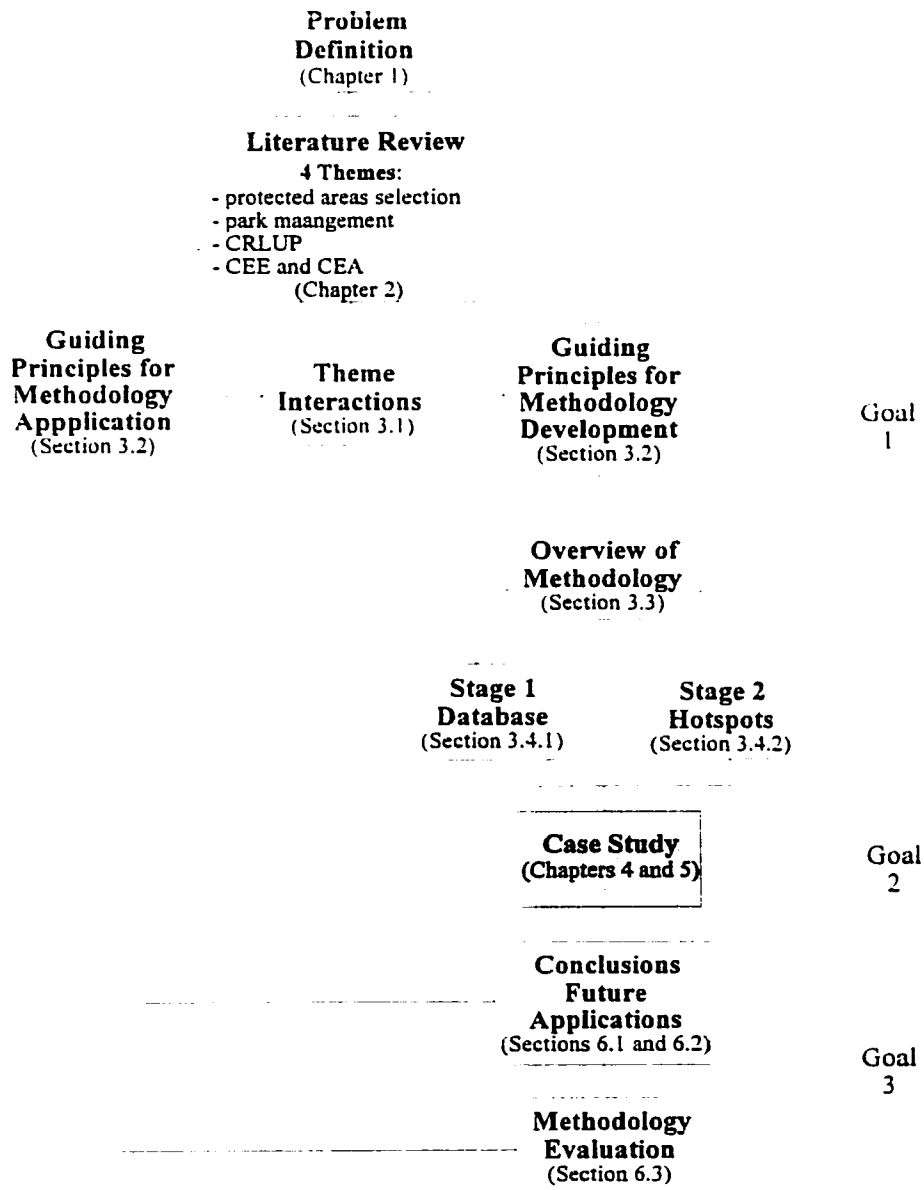 Problem
Definition
(Chapter 1)
Literature Review
4 Themes:
- protected areas selection
- park maangement
- CRLUP
- CEE and CEA
(Chapter 2)
Guiding
Principles for
Methodology
Appplication
(Section 3.2)
Theme
Interactions
(Section 3.1)
Guiding
Principles for
Methodology
Development
(Section 3.2)
Goal
1
Overview of
Methodology
(Section 3.3)
Stage 1
Database
(Section 3.4.1)
Stage 2
Hotspots
(Section 3.4.2)
Case Study
(Chapters 4 and 5)
Goal
2
Conclusions
Future
Applications
(Sections 6.1 and 6.2)
Goal
3
Methodology
Evaluation
(Section 6.3)